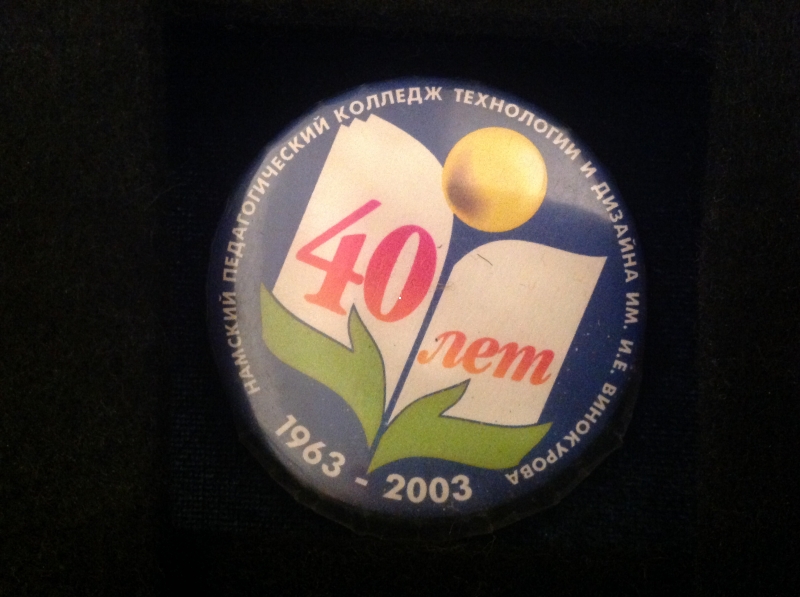 НАМСКИЙ ПЕДАГОГИЧЕСКИЙ КОЛЛЕДЖ ТЕХНОЛОГИИ И ДИЗАЙНА ИМ. И.Е. ВИНОКУРОВА
40
лет
1963 - 2003